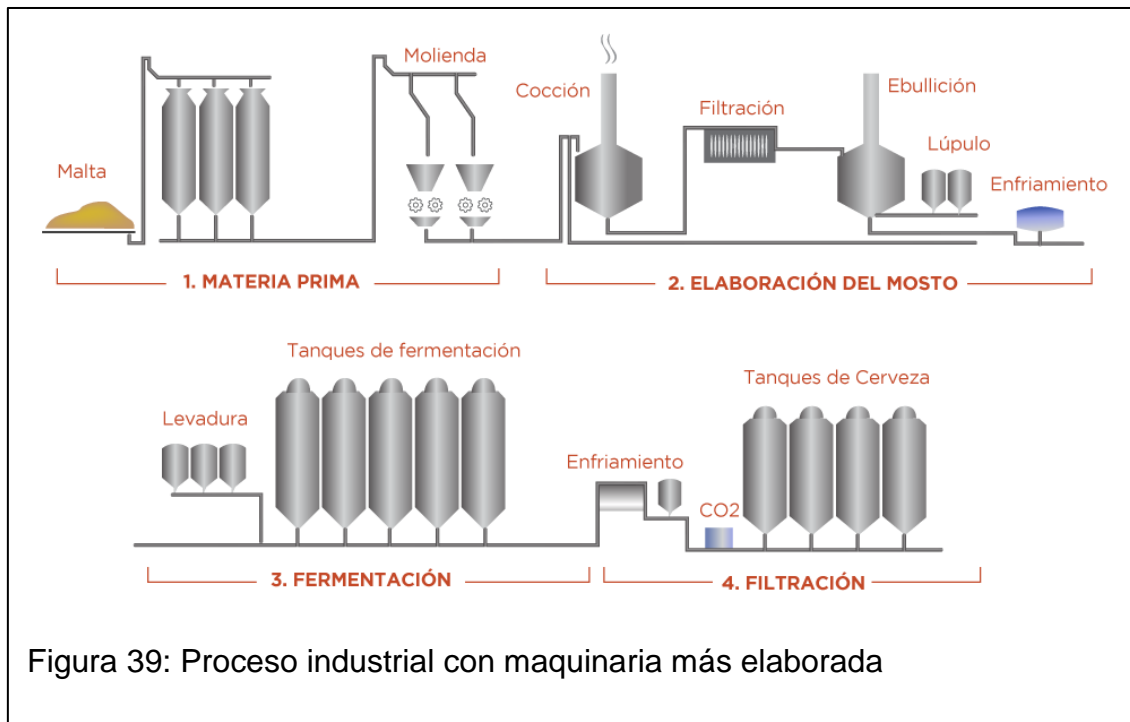 Molienda
Cocción
Ebullición
Filtración
Lúpulo
Malta
Enfriamiento
1. MATERIA PRIMA
2. ELABORACIÓN DEL MOSTO
Tanques de fermentación
Tanques de Cerveza
Levadura
Enfriamiento
CO2
3. FERMENTACIÓN
4. FILTRACIÓN
Figura 39: Proceso industrial con maquinaria más elaborada